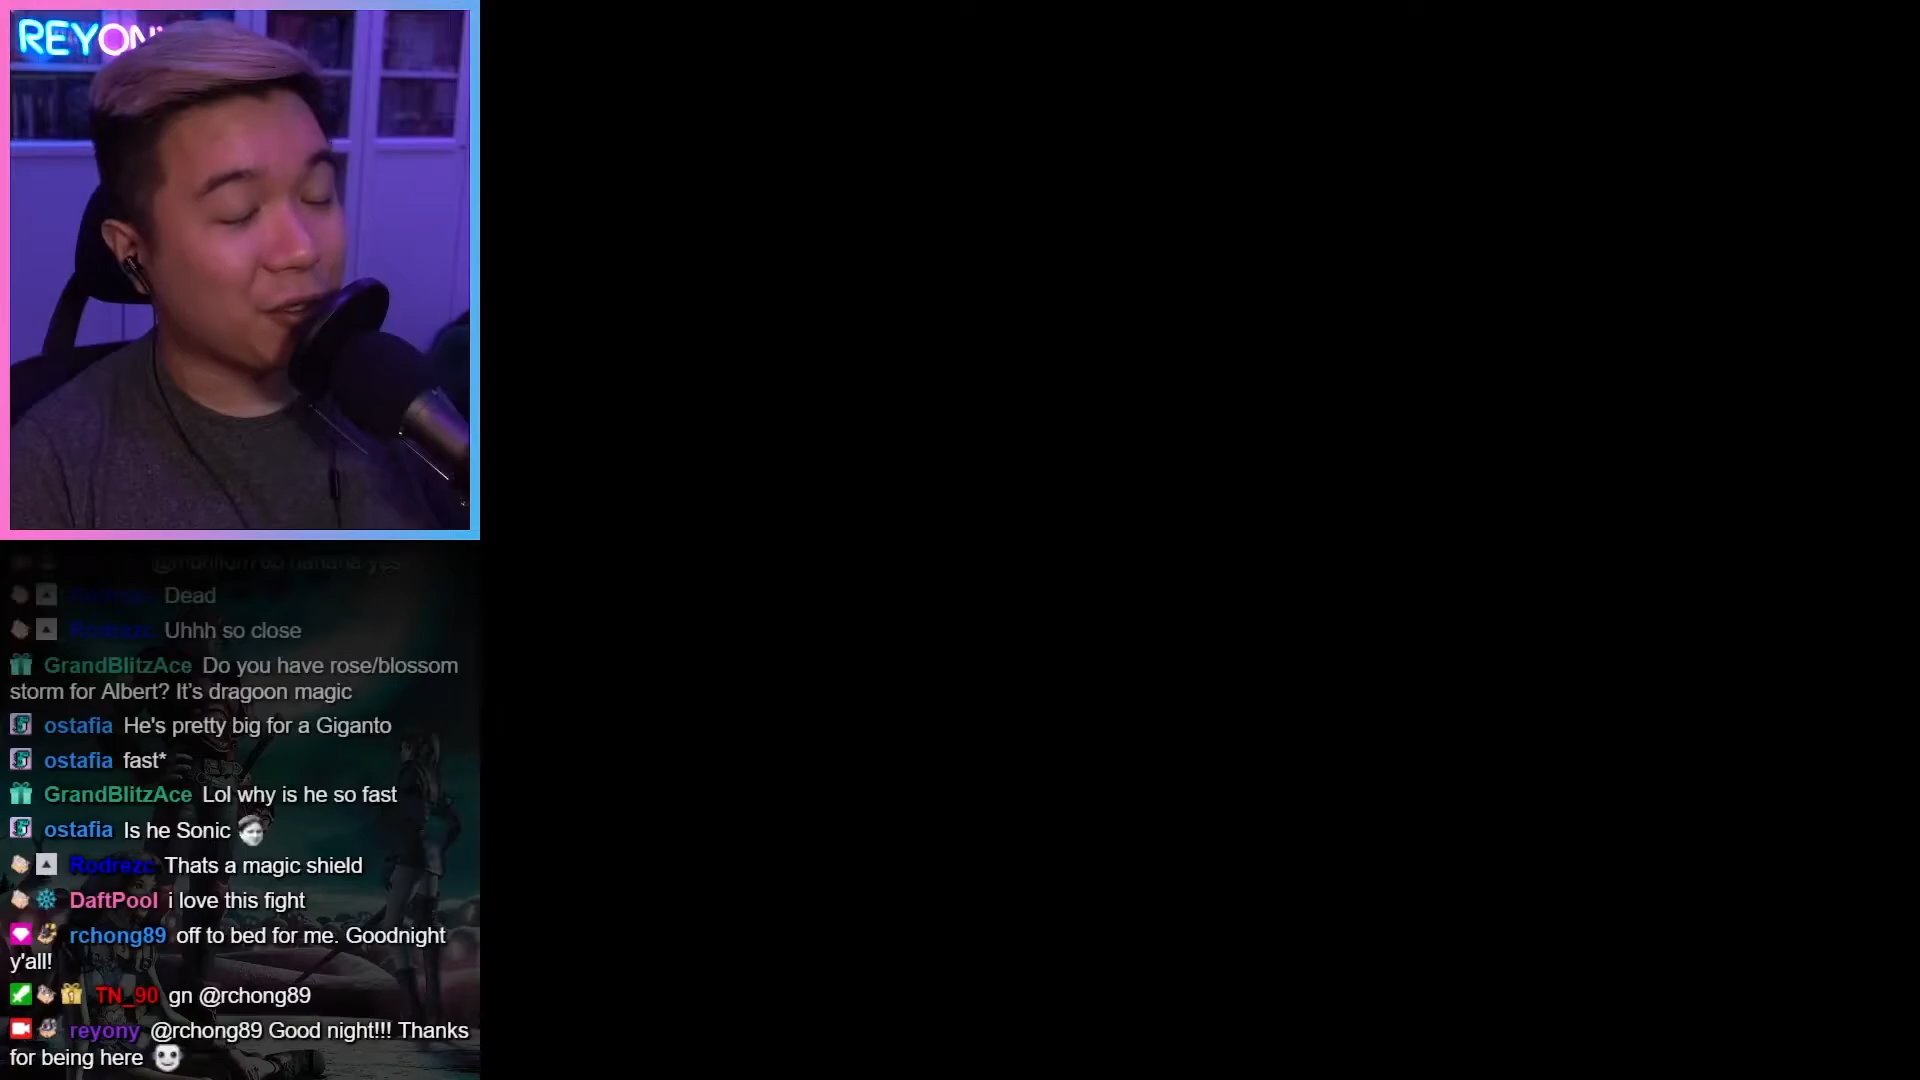 REYONY
Dead
Rodrezc Uhhh so close
GrandBlitzAce Do you have rose/blossom
storm for Albert? It's dragoon magic
ostafia He's pretty big for a Giganto
ostafia fast*
GrandBlitzAce Lol why is he so fast
ostafia Is he Sonic
Rodrezc Thats a magic shield
DaftPool i love this fight
rchong89 off to bed for me. Goodnight
y'all!
TN_90 gn @rchong89
reyony @rchong89 Good night!!! Thanks
for being here